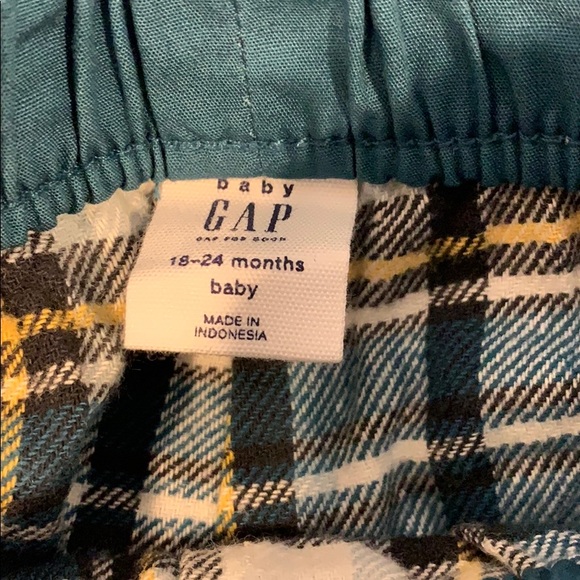 baby
GAP
GAP FOR GOOD
18-24 months
baby
MADE IN
INDONESIA